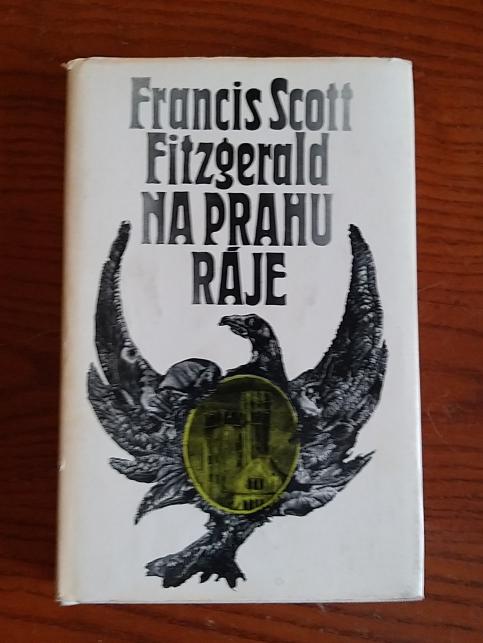 Francis Scott
Fitzgerald
NA PRAHU
RÁJE